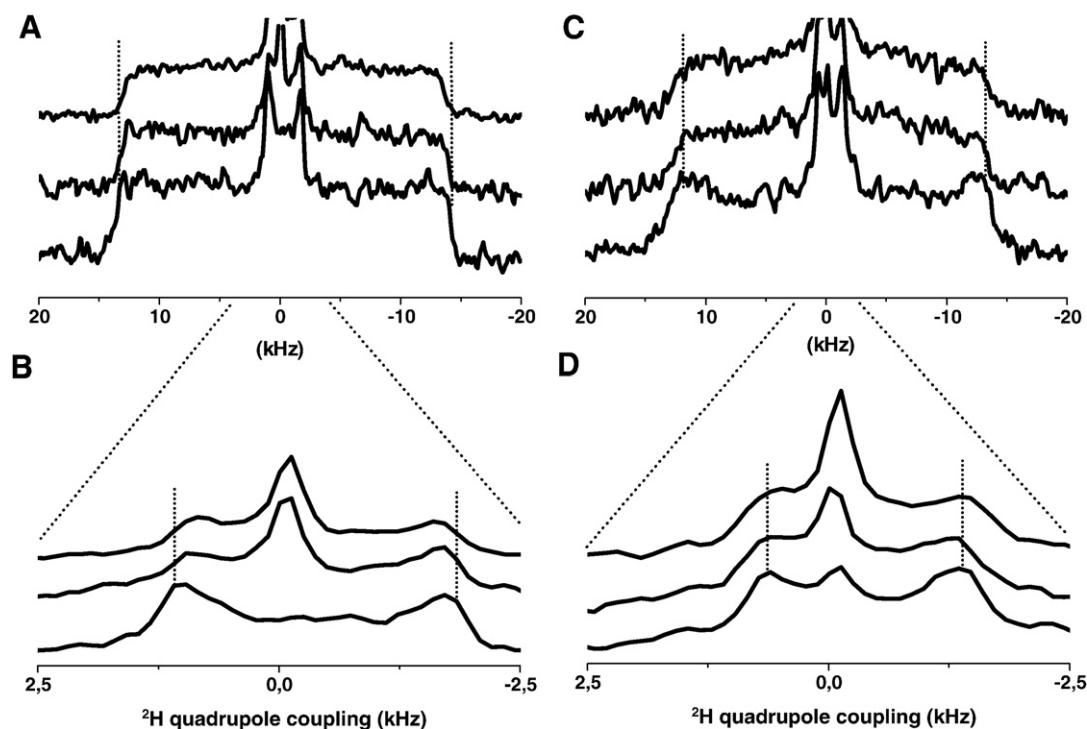 A
C
20 10 0 -10 -20
20 10 0 -10 -20
(kHz)
(kHz)
B
D
2,5 0,0 -2,5
2,5 0,0 -2,5
²H quadrupole coupling (kHz)
²H quadrupole coupling (kHz)